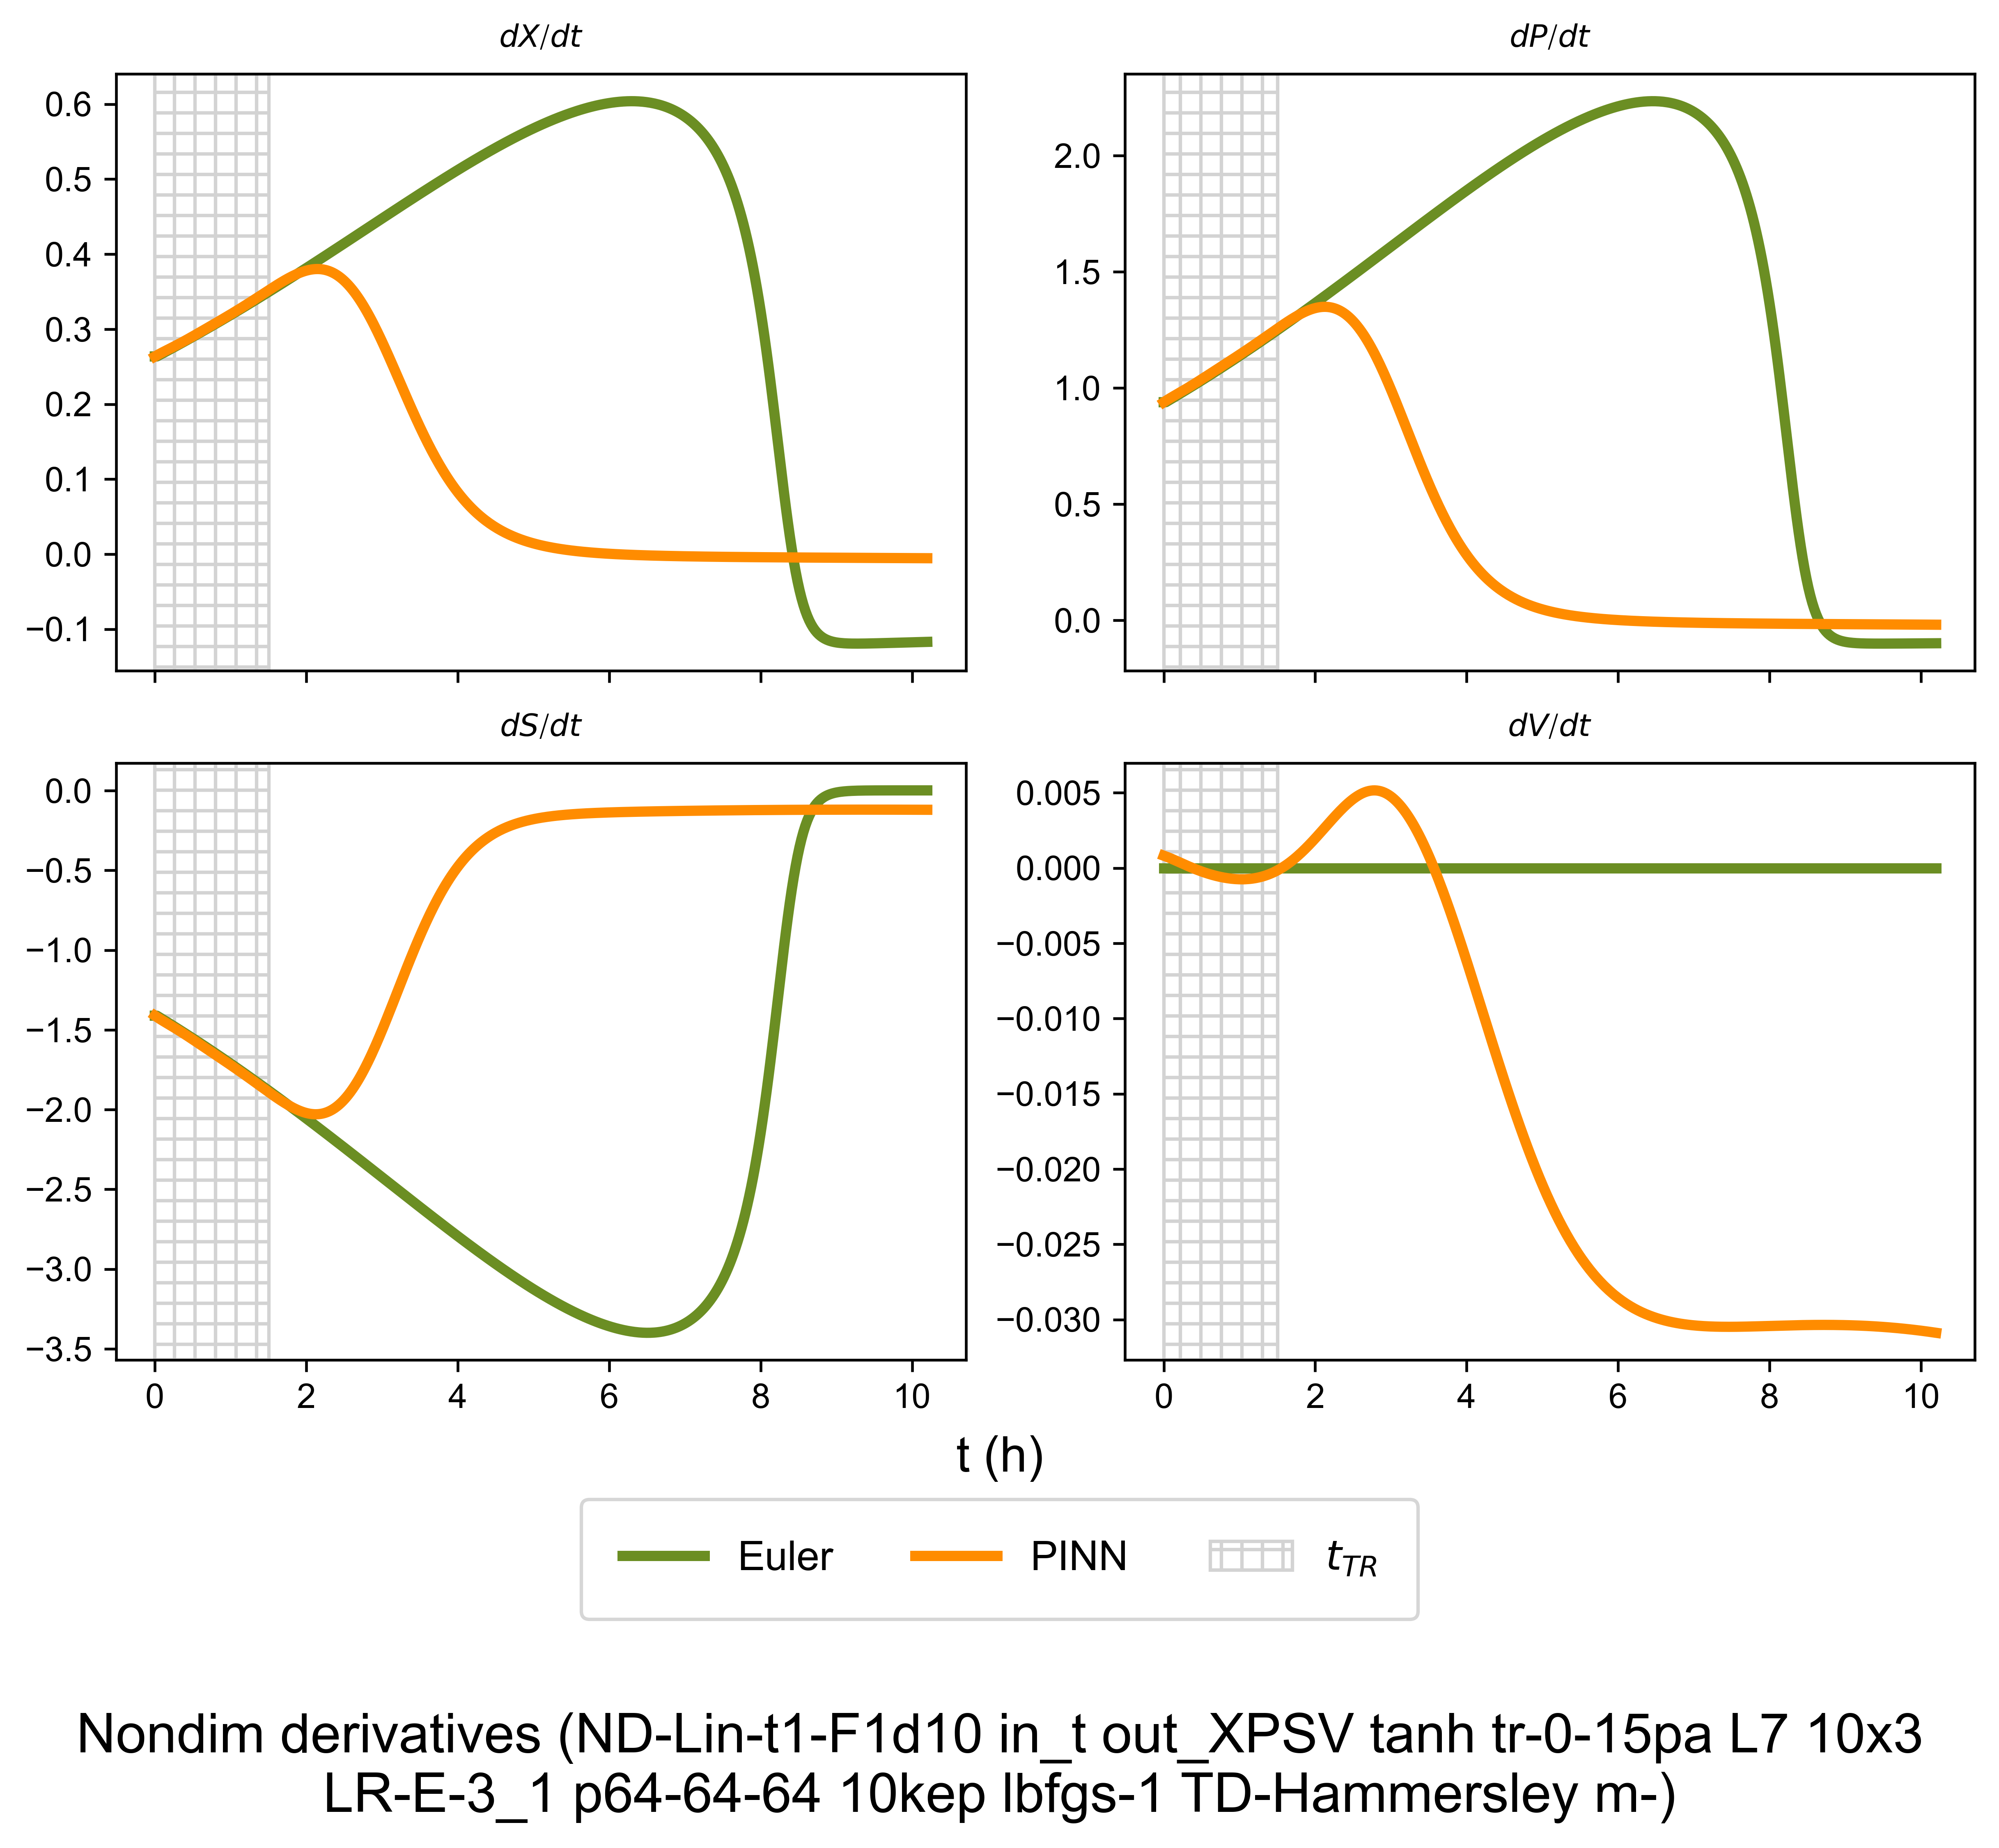 dX/dt
dP/dt
0.6
0.5
0.4
0.3
0.2
0.1
0.0
−0.1
2.0
1.5
1.0
0.5
0.0
dS/dt
dV/dt
0.0
−0.5
−1.0
−1.5
−2.0
−2.5
−3.0
−3.5
0.005
0.000
−0.005
−0.010
−0.015
−0.020
−0.025
−0.030
0 2 4 6 8 10
0 2 4 6 8 10
t (h)
Euler PINN t_TR
Nondim derivatives (ND-Lin-t1-F1d10 in_t out_XPSV tanh tr-0-15pa L7 10x3
LR-E-3_1 p64-64-64 10kep lbfgs-1 TD-Hammersley m-)